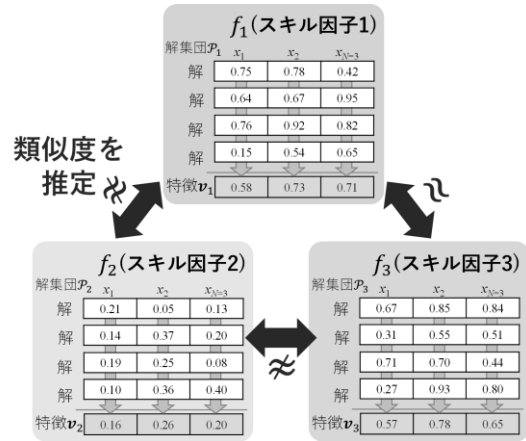 f₁(スキル因子1)
解集団𝒫₁ x₁ x₂ x_{N=3}
解 0.75 0.78 0.42
解 0.64 0.67 0.95
解 0.76 0.92 0.82
解 0.15 0.54 0.65
特徴v₁ 0.58 0.73 0.71
類似度を
推定 ≉
≈
f₂(スキル因子2)
解集団𝒫₂ x₁ x₂ x_{N=3}
解 0.21 0.05 0.13
解 0.14 0.37 0.20
解 0.19 0.25 0.08
解 0.10 0.36 0.40
特徴v₂ 0.16 0.26 0.20
≉
f₃(スキル因子3)
解集団𝒫₃ x₁ x₂ x_{N=3}
解 0.67 0.85 0.84
解 0.31 0.55 0.51
解 0.71 0.70 0.44
解 0.27 0.93 0.80
特徴v₃ 0.57 0.78 0.65